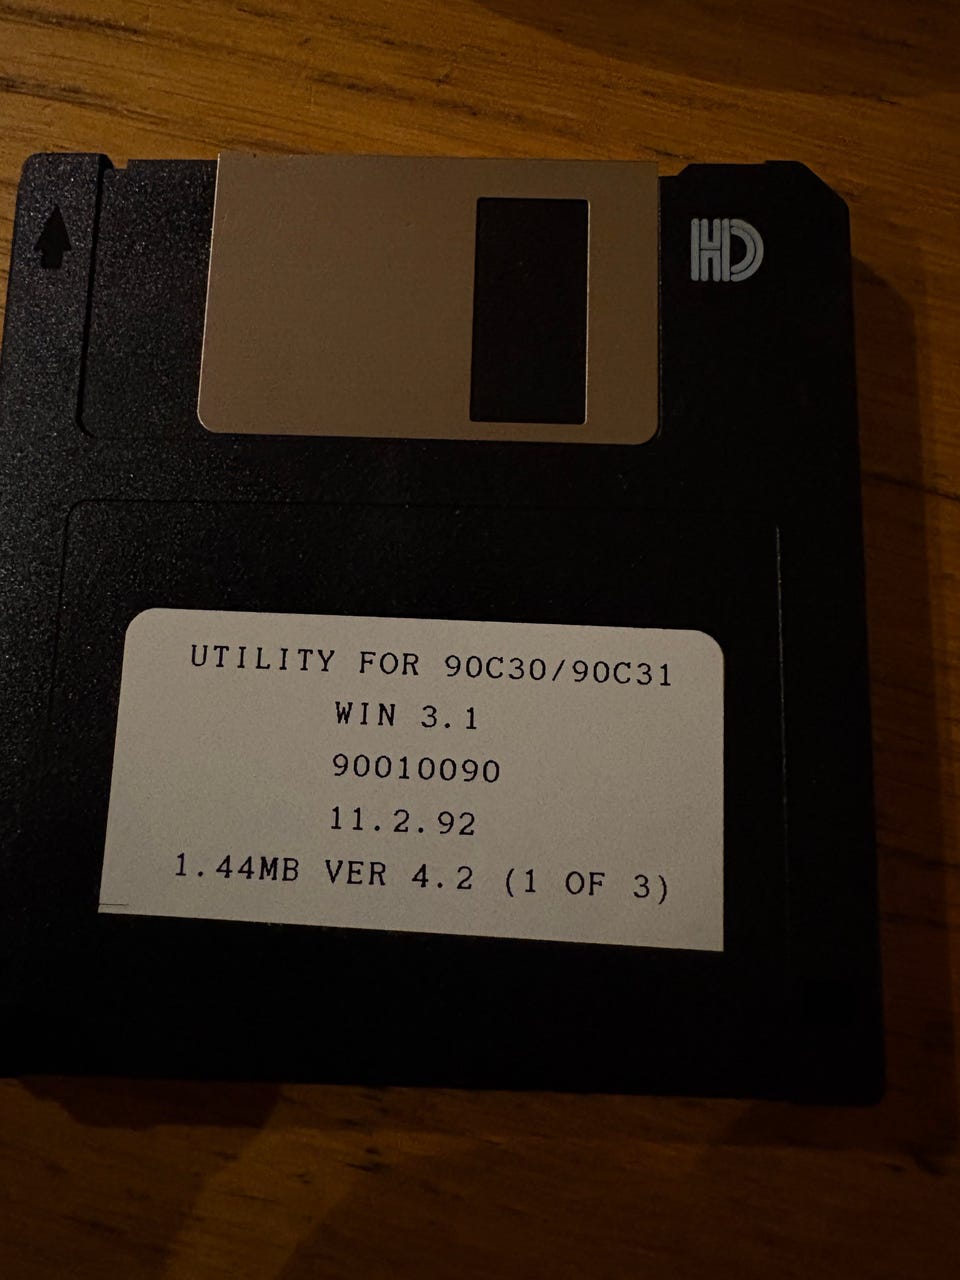 HD
UTILITY FOR 90C30/90C31
WIN 3.1
90010090
11.2.92
1.44MB VER 4.2 (1 OF 3)